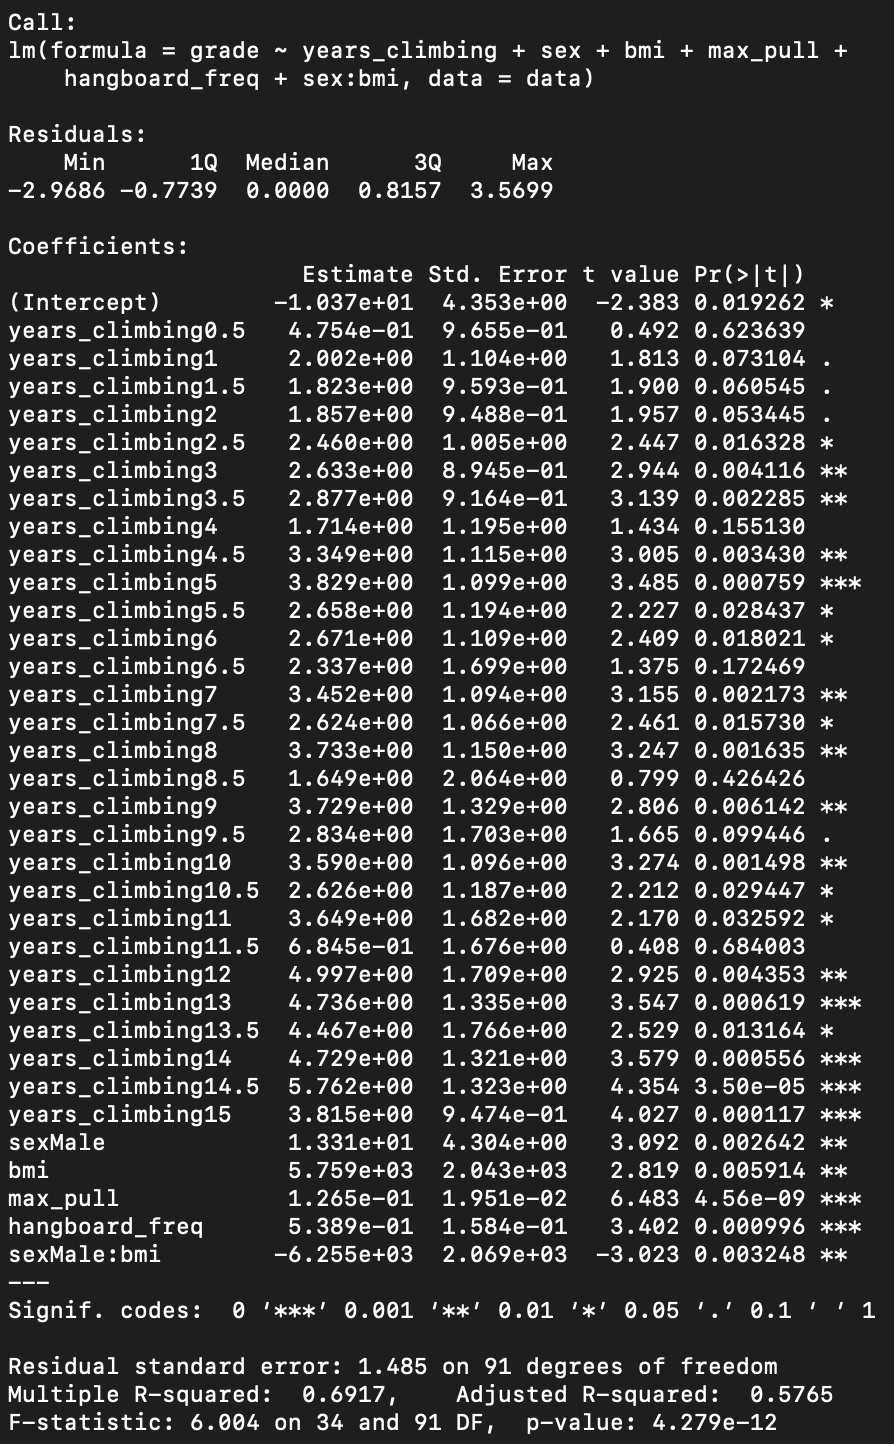 Call:
lm(formula = grade ~ years_climbing + sex + bmi + max_pull +
    hangboard_freq + sex:bmi, data = data)

Residuals:
    Min      1Q  Median      3Q     Max
-2.9686 -0.7739  0.0000  0.8157  3.5699

Coefficients:
                   Estimate Std. Error t value Pr(>|t|)
(Intercept)      -1.037e+01  4.353e+00  -2.383 0.019262 *
years_climbing0.5   4.754e-01  9.655e-01   0.492 0.623639
years_climbing1   2.002e+00  1.104e+00   1.813 0.073104 .
years_climbing1.5   1.823e+00  9.593e-01   1.900 0.060545 .
years_climbing2   1.857e+00  9.488e-01   1.957 0.053445 .
years_climbing2.5   2.460e+00  1.005e+00   2.447 0.016328 *
years_climbing3   2.633e+00  8.945e-01   2.944 0.004116 **
years_climbing3.5   2.877e+00  9.164e-01   3.139 0.002285 **
years_climbing4   1.714e+00  1.195e+00   1.434 0.155130
years_climbing4.5   3.349e+00  1.115e+00   3.005 0.003430 **
years_climbing5   3.829e+00  1.099e+00   3.485 0.000759 ***
years_climbing5.5   2.658e+00  1.194e+00   2.227 0.028437 *
years_climbing6   2.671e+00  1.109e+00   2.409 0.018021 *
years_climbing6.5   2.337e+00  1.699e+00   1.375 0.172469
years_climbing7   3.452e+00  1.094e+00   3.155 0.002173 **
years_climbing7.5   2.624e+00  1.066e+00   2.461 0.015730 *
years_climbing8   3.733e+00  1.150e+00   3.247 0.001635 **
years_climbing8.5   1.649e+00  2.064e+00   0.799 0.426426
years_climbing9   3.729e+00  1.329e+00   2.806 0.006142 **
years_climbing9.5   2.834e+00  1.703e+00   1.665 0.099446 .
years_climbing10  3.590e+00  1.096e+00   3.274 0.001498 **
years_climbing10.5  2.626e+00  1.187e+00   2.212 0.029447 *
years_climbing11  3.649e+00  1.682e+00   2.170 0.032592 *
years_climbing11.5  6.845e-01  1.676e+00   0.408 0.684003
years_climbing12  4.997e+00  1.709e+00   2.925 0.004353 **
years_climbing13  4.736e+00  1.335e+00   3.547 0.000619 ***
years_climbing13.5  4.467e+00  1.766e+00   2.529 0.013164 *
years_climbing14  4.729e+00  1.321e+00   3.579 0.000556 ***
years_climbing14.5  5.762e+00  1.323e+00   4.354 3.50e-05 ***
years_climbing15  3.815e+00  9.474e-01   4.027 0.000117 ***
sexMale           1.331e+01  4.304e+00   3.092 0.002642 **
bmi               5.759e+03  2.043e+03   2.819 0.005914 **
max_pull          1.265e-01  1.951e-02   6.483 4.56e-09 ***
hangboard_freq    5.389e-01  1.584e-01   3.402 0.000996 ***
sexMale:bmi      -6.255e+03  2.069e+03  -3.023 0.003248 **
---
Signif. codes:  0 ‘***’ 0.001 ‘**’ 0.01 ‘*’ 0.05 ‘.’ 0.1 ‘ ’ 1

Residual standard error: 1.485 on 91 degrees of freedom
Multiple R-squared:  0.6917,    Adjusted R-squared:  0.5765
F-statistic: 6.004 on 34 and 91 DF,  p-value: 4.279e-12